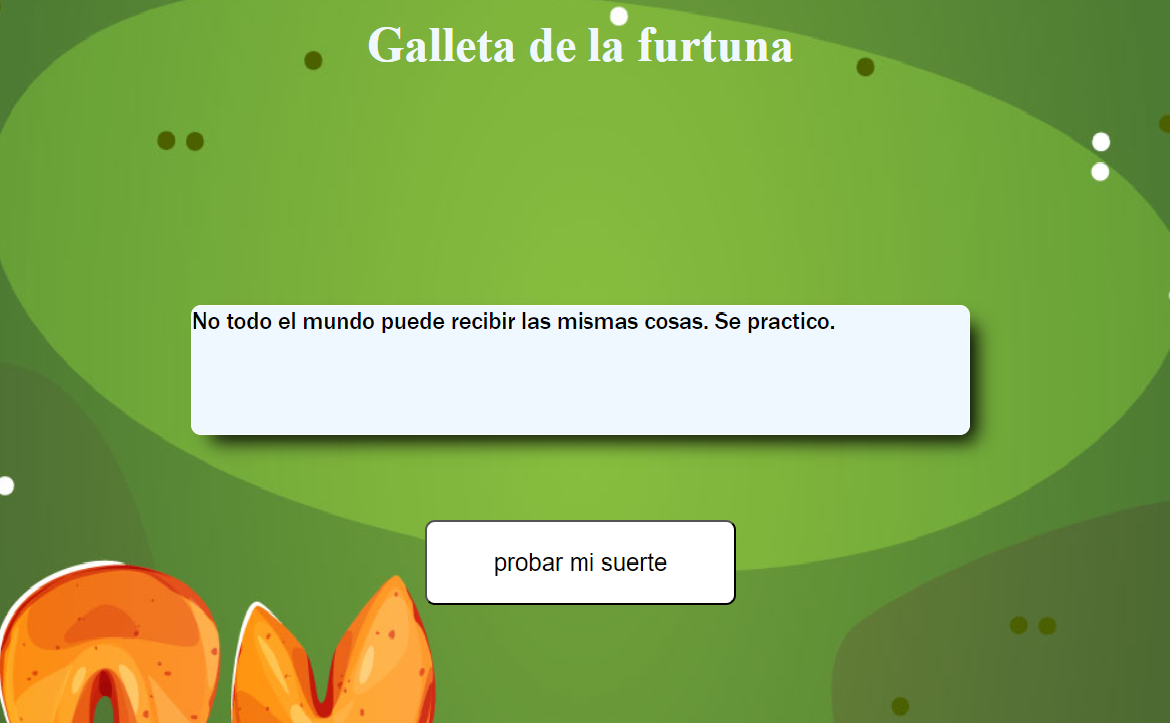 Galleta de la furtuna
No todo el mundo puede recibir las mismas cosas. Se practico.
probar mi suerte